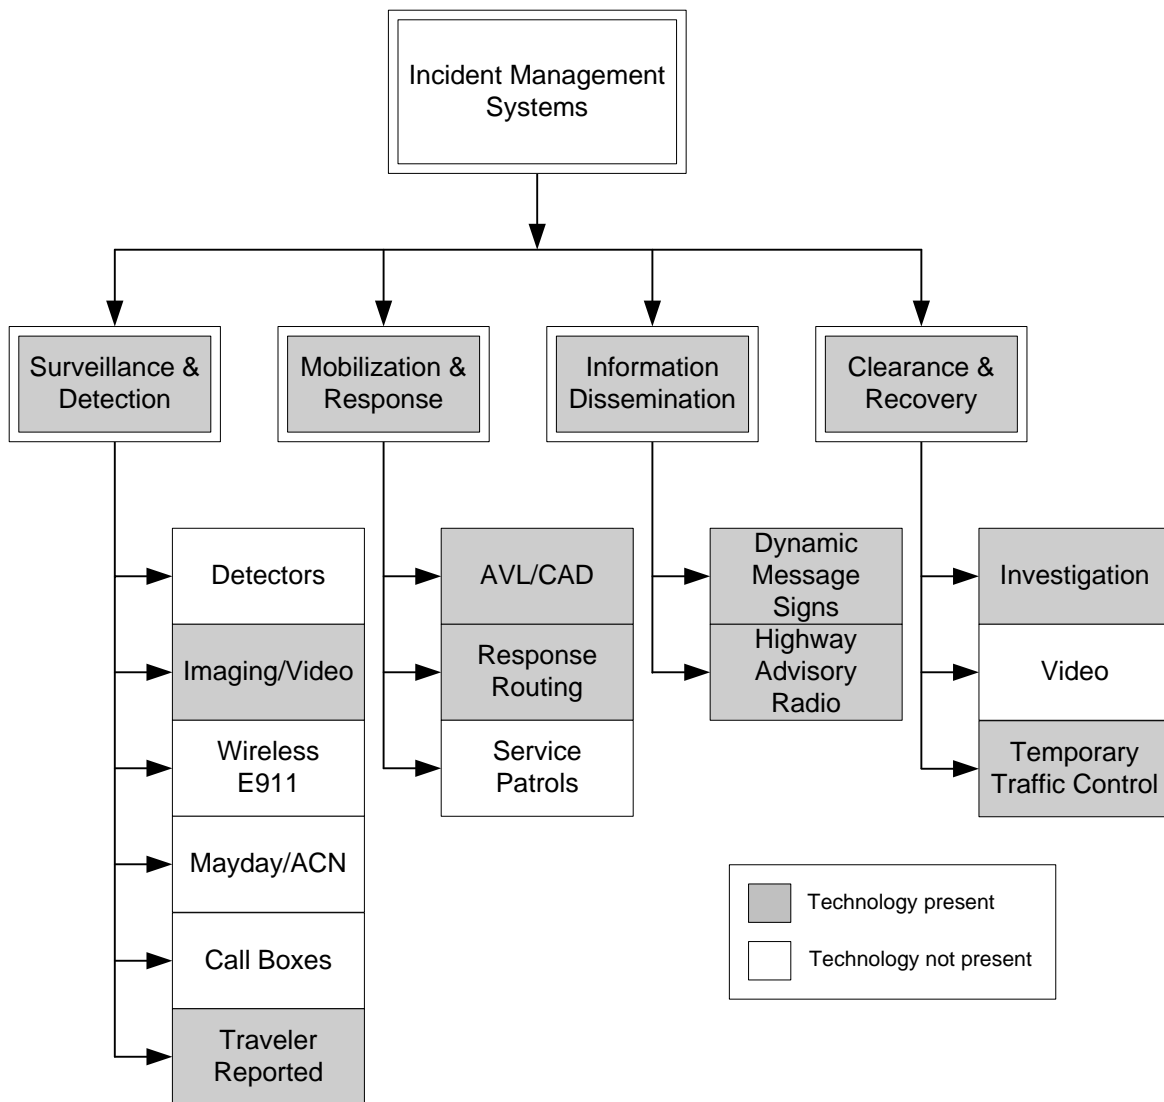 Incident Management
Systems
Surveillance &
Detection
Mobilization &
Response
Information
Dissemination
Clearance &
Recovery
Detectors
Imaging/Video
Wireless
E911
Mayday/ACN
Call Boxes
Traveler
Reported
AVL/CAD
Response
Routing
Service
Patrols
Dynamic
Message
Signs
Highway
Advisory
Radio
Investigation
Video
Temporary
Traffic Control
Technology present
Technology not present